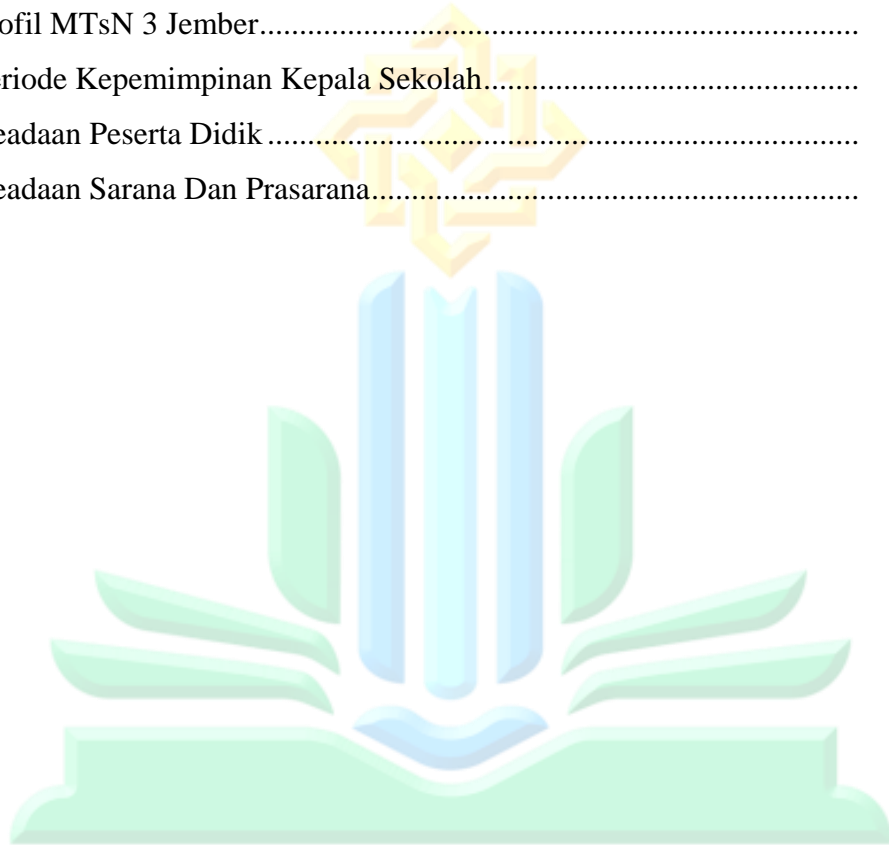 ofil MTsN 3 Jember..........................................................................
eriode Kepemimpinan Kepala Sekolah..............................................
eadaan Peserta Didik.........................................................................
eadaan Sarana Dan Prasarana............................................................